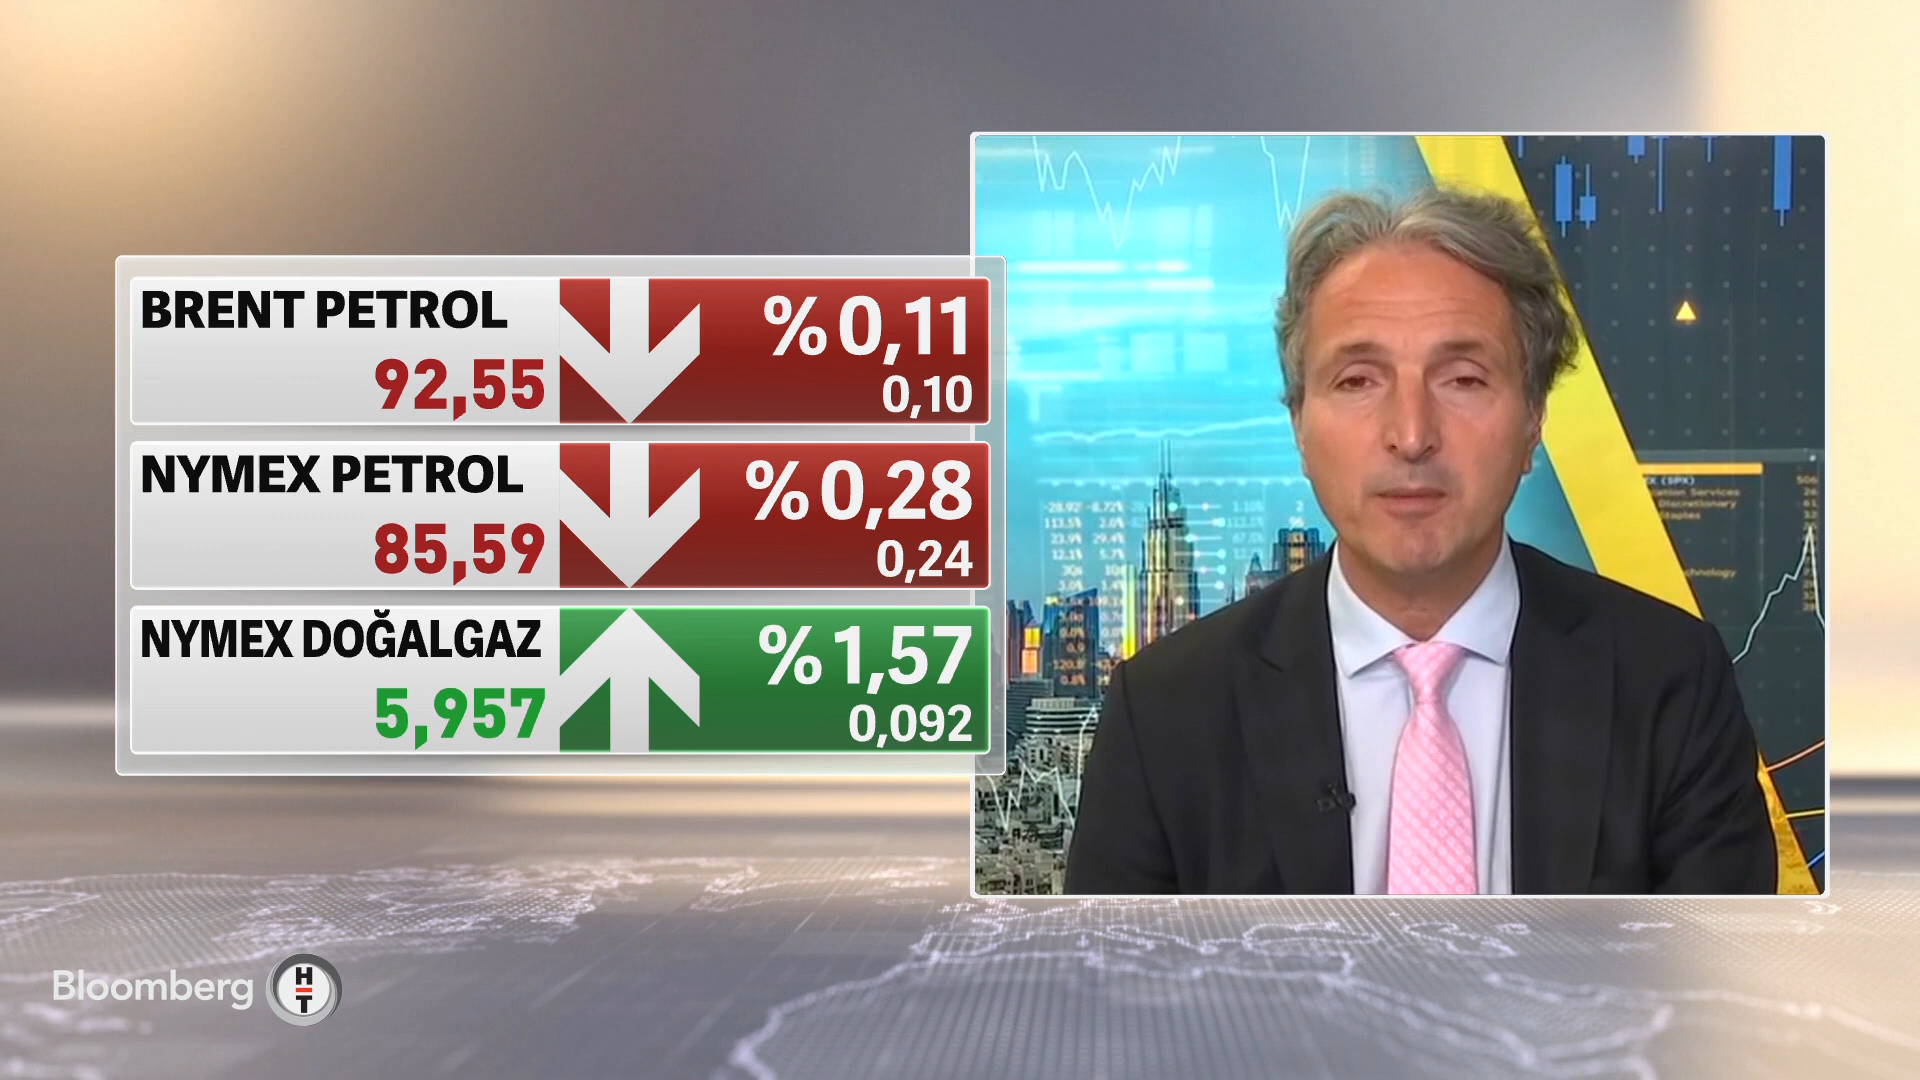 BRENT PETROL
92,55
%0,11
0,10
NYMEX PETROL
85,59
%0,28
0,24
NYMEX DOĞALGAZ
5,957
%1,57
0,092
(SPX)
Bloomberg HT